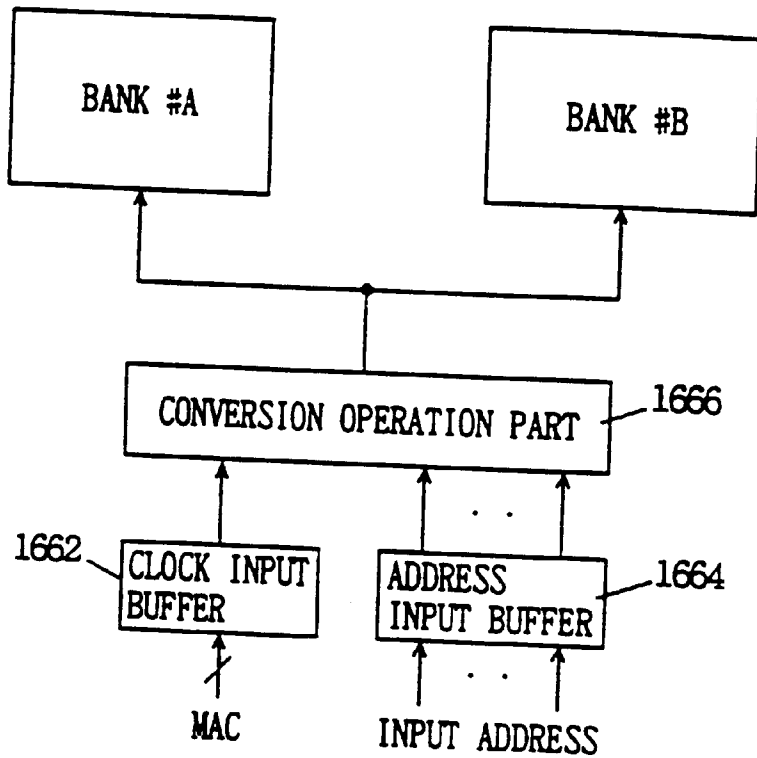 BANK #A
BANK #B
CONVERSION OPERATION PART
1666
1662
CLOCK INPUT
BUFFER
ADDRESS
INPUT BUFFER
1664
. .
. .
MAC
INPUT ADDRESS